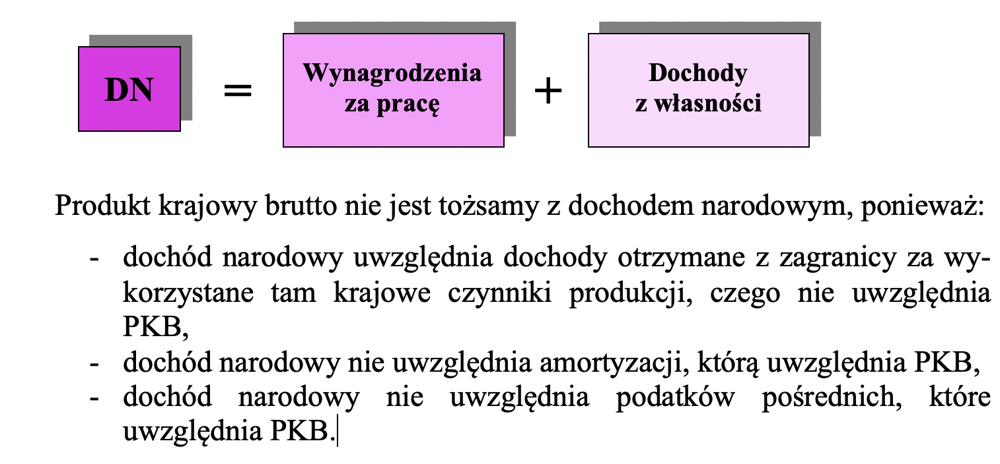 DN = Wynagrodzenia + Dochody
za pracę z własności
Produkt krajowy brutto nie jest tożsamy z dochodem narodowym, ponieważ:
- dochód narodowy uwzględnia dochody otrzymane z zagranicy za wy-
korzystane tam krajowe czynniki produkcji, czego nie uwzględnia
PKB,
- dochód narodowy nie uwzględnia amortyzacji, którą uwzględnia PKB,
- dochód narodowy nie uwzględnia podatków pośrednich, które
uwzględnia PKB.